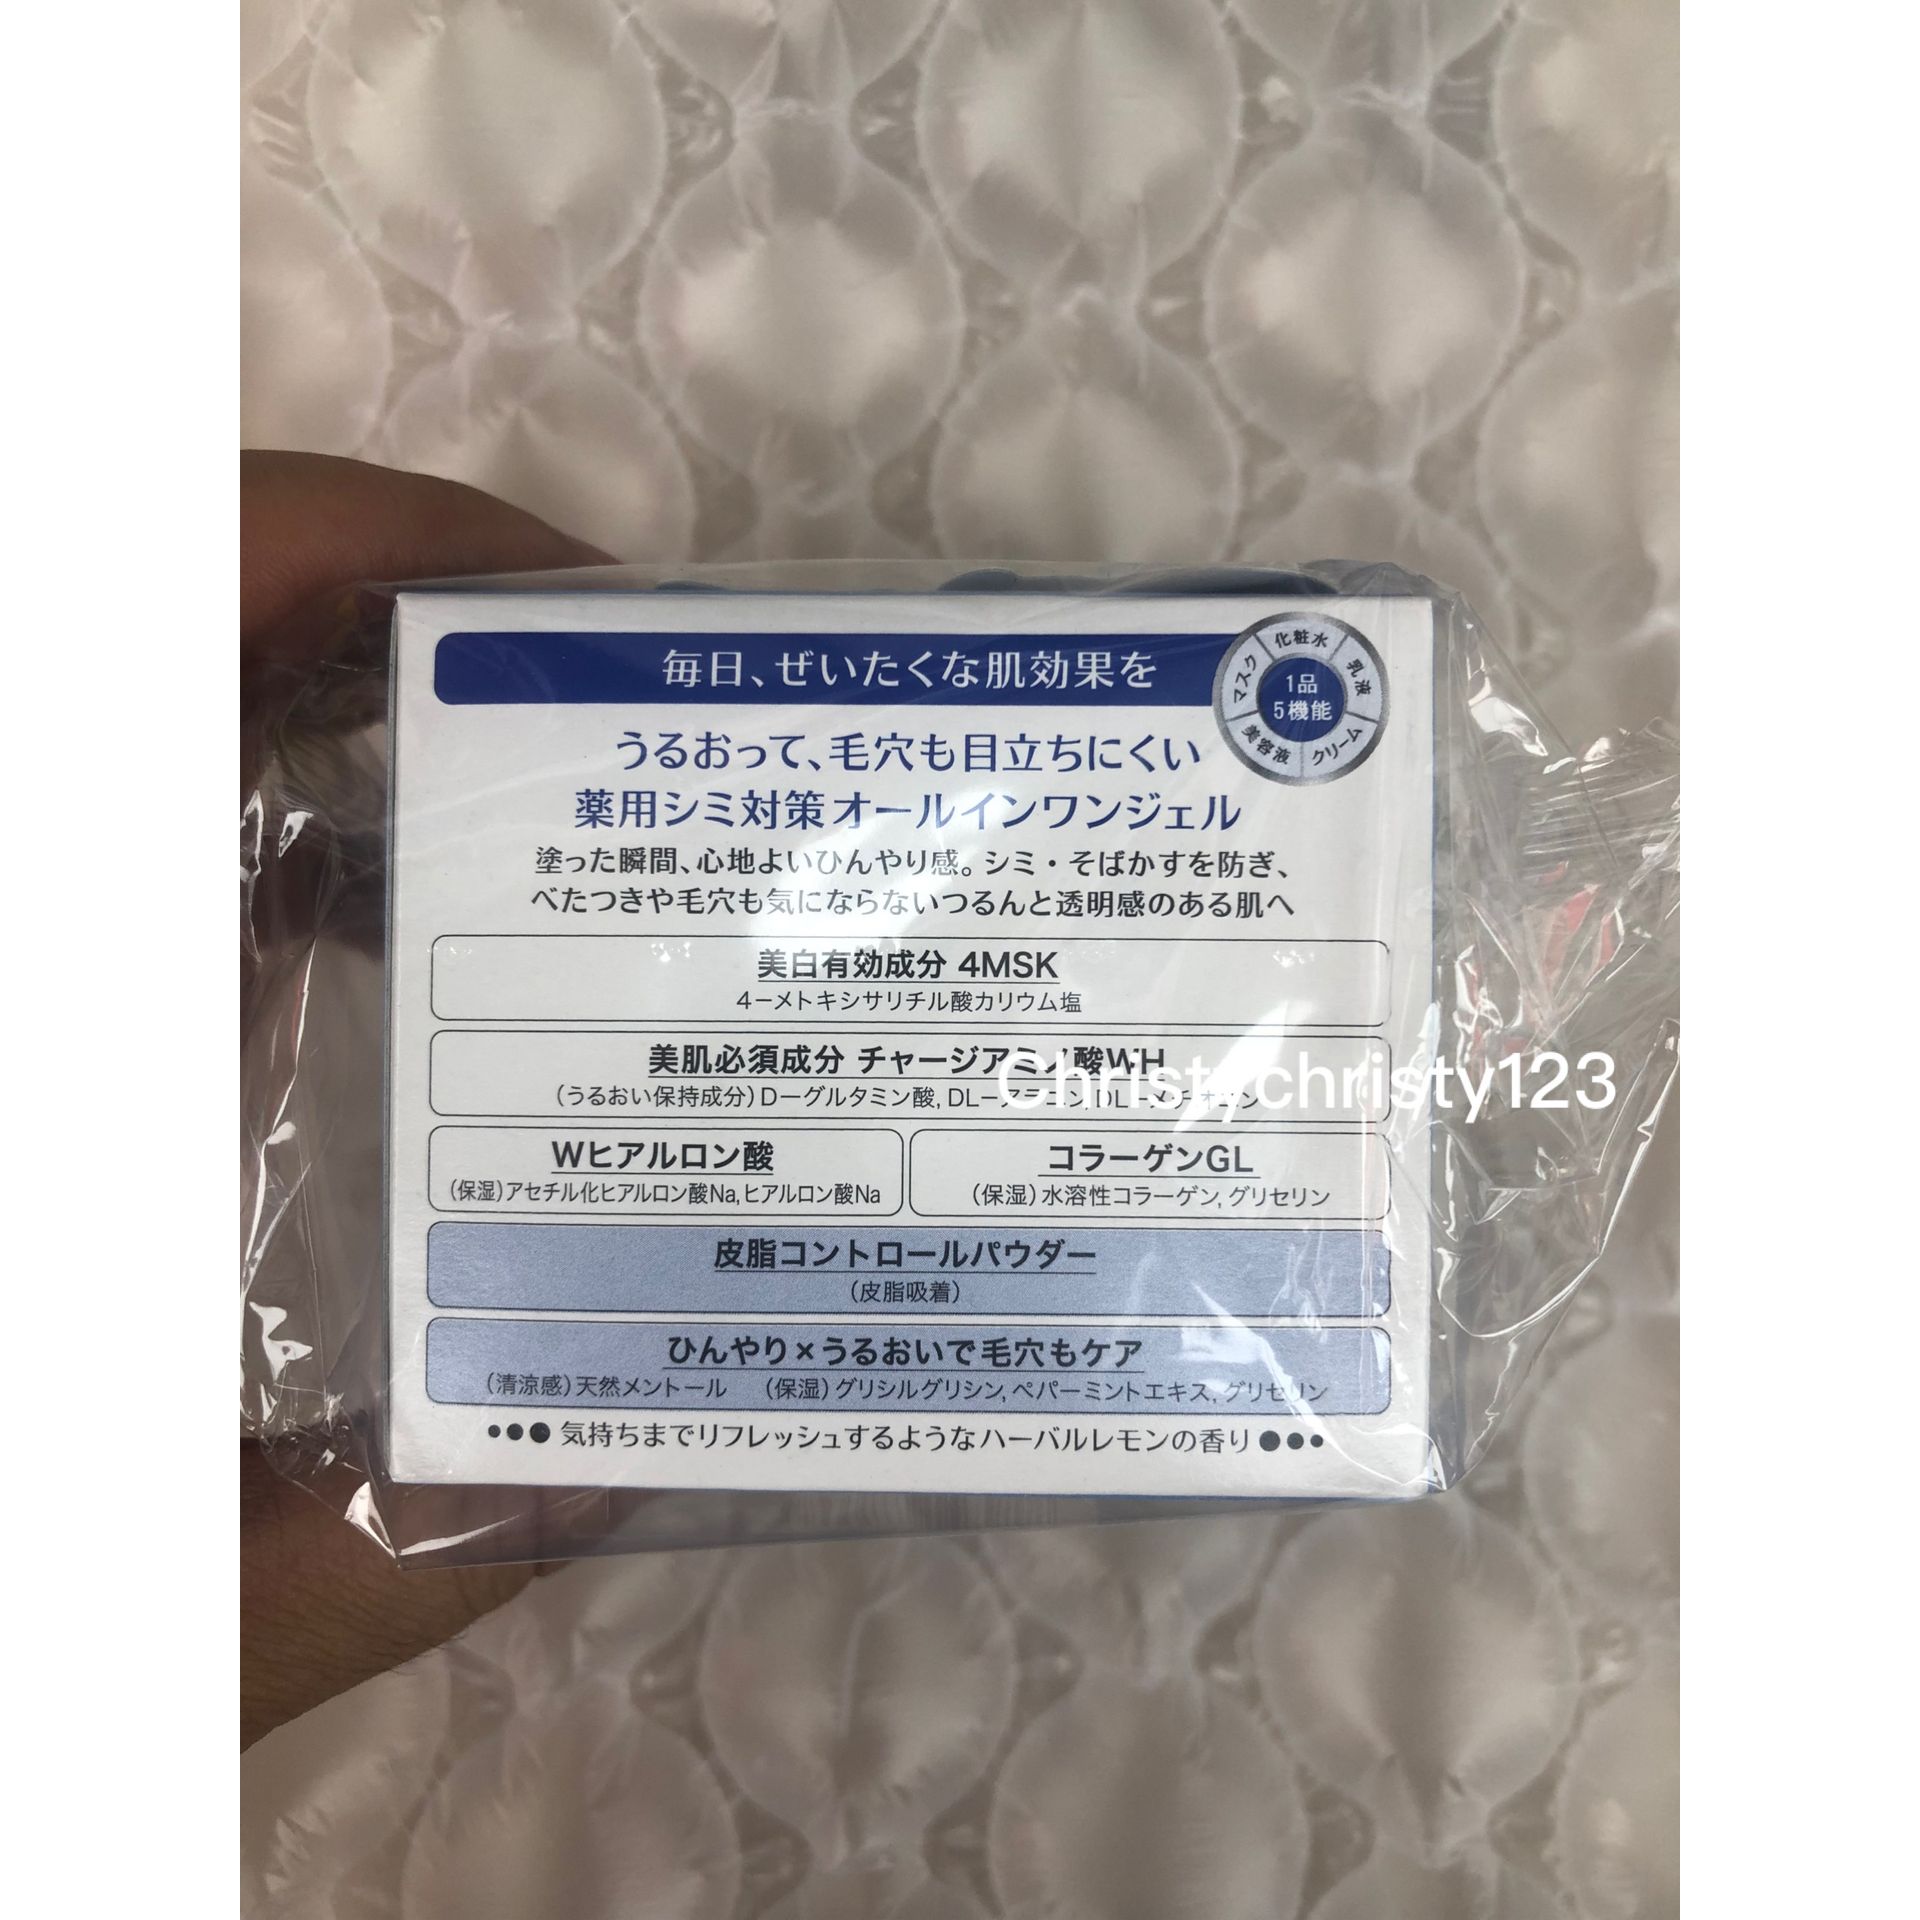 毎日、ぜいたくな肌効果を
化粧水
乳液
クリーム
美容液
マスク
1品
5機能
うるおって、毛穴も目立ちにくい
薬用シミ対策オールインワンジェル
塗った瞬間、心地よいひんやり感。シミ・そばかすを防ぎ、
べたつきや毛穴も気にならないつるんと透明感のある肌へ
美白有効成分 4MSK
4ーメトキシサリチル酸カリウム塩
美肌必須成分 チャージアミノ酸WH
Christychristy123
(うるおい保持成分)Dーグルタミン酸,DLーアラニン,DLーメチオニン
Wヒアルロン酸
(保湿)アセチル化ヒアルロン酸Na,ヒアルロン酸Na
コラーゲンGL
(保湿)水溶性コラーゲン,グリセリン
皮脂コントロールパウダー
(皮脂吸着)
ひんやり×うるおいで毛穴もケア
(清涼感)天然メントール (保湿)グリシルグリシン,ペパーミントエキス,グリセリン
●●●気持ちまでリフレッシュするようなハーバルレモンの香り●●●